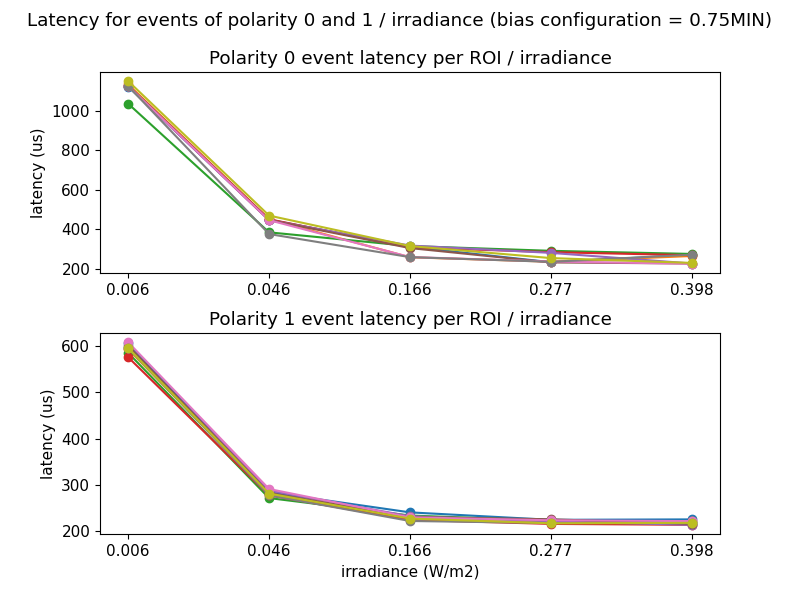 Latency for events of polarity 0 and 1 / irradiance (bias configuration = 0.75MIN)
Polarity 0 event latency per ROI / irradiance
1000
800
600
400
200
latency (us)
0.006 0.046 0.166 0.277 0.398
Polarity 1 event latency per ROI / irradiance
600
500
400
300
200
latency (us)
0.006 0.046 0.166 0.277 0.398
irradiance (W/m2)